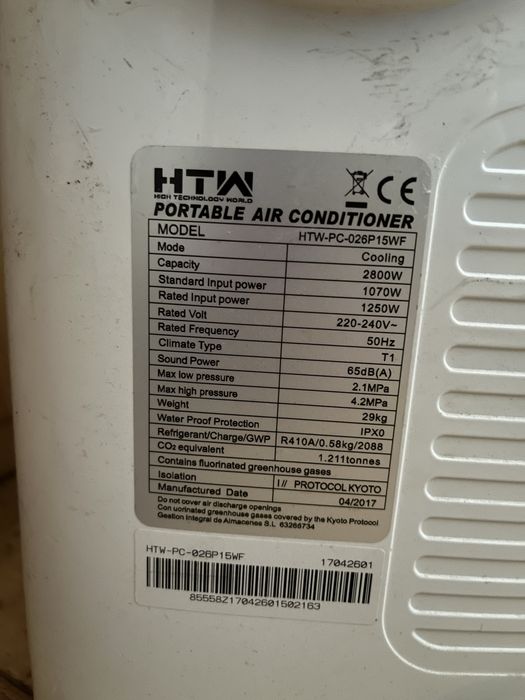 HTW
HIGH TECHNOLOGY WORLD
PORTABLE AIR CONDITIONER
MODEL HTW-PC-026P15WF
Mode Cooling
Capacity 2800W
Standard Input power 1070W
Rated Input power 1250W
Rated Volt 220-240V~
Rated Frequency 50Hz
Climate Type T1
Sound Power 65dB(A)
Max low pressure 2.1MPa
Max high pressure 4.2MPa
Weight 29kg
Water Proof Protection IPX0
Refrigerant/Charge/GWP R410A/0.58kg/2088
CO₂ equivalent 1.211tonnes
Contains fluorinated greenhouse gases
Isolation I // PROTOCOL KYOTO
Manufactured Date 04/2017
Do not cover air discharge openings
Con uorinated greenhouse gases covered by the Kyoto Protocol
Gestion Integral de Almacenes S.L 63266734
HTW-PC-026P15WF 17042601
85558Z17042601502163